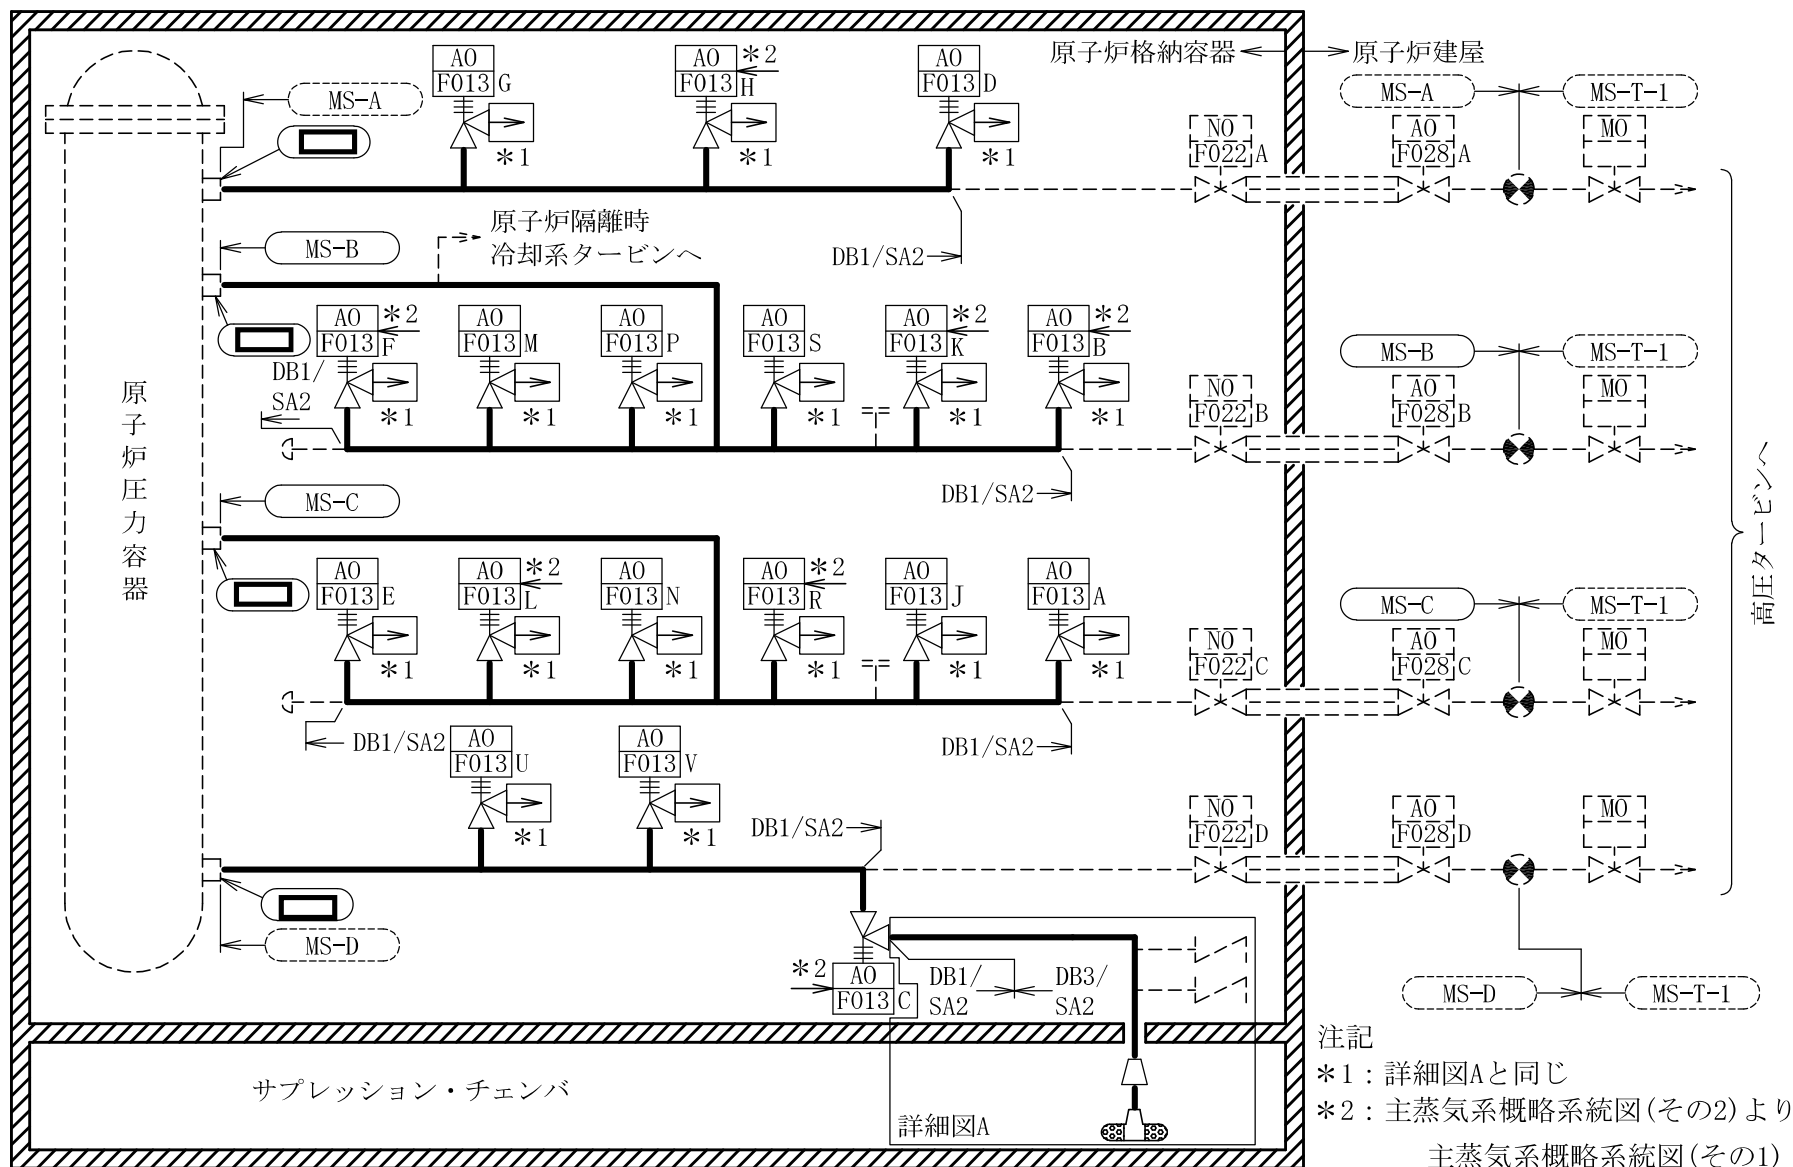 原子炉格納容器
原子炉建屋
AO
F013
G
*1
AO
F013
H
*2
*1
AO
F013
D
*1
MS-A
NO
F022
A
MS-A
MS-T-1
AO
F028
A
MO
DB1/SA2
原子炉隔離時
冷却系タービンへ
MS-B
AO
F013
F
*2
*1
AO
F013
M
*1
AO
F013
P
*1
AO
F013
S
*1
AO
F013
K
*2
*1
AO
F013
B
*2
*1
DB1/
SA2
DB1/SA2
NO
F022
B
MS-B
MS-T-1
AO
F028
B
MO
原子炉圧力容器
高圧タービンへ
MS-C
AO
F013
E
*1
AO
F013
L
*2
*1
AO
F013
N
*1
AO
F013
R
*2
*1
AO
F013
J
*1
AO
F013
A
*1
DB1/SA2
DB1/SA2
NO
F022
C
MS-C
MS-T-1
AO
F028
C
MO
AO
F013
U
*1
AO
F013
V
*1
DB1/SA2
NO
F022
D
AO
F028
D
MO
MS-D
*2
AO
F013
C
DB1/
SA2
DB3/
SA2
MS-D
MS-T-1
サプレッション・チェンバ
詳細図A
注記
*1：詳細図Aと同じ
*2：主蒸気系概略系統図(その2)より
主蒸気系概略系統図(その1)